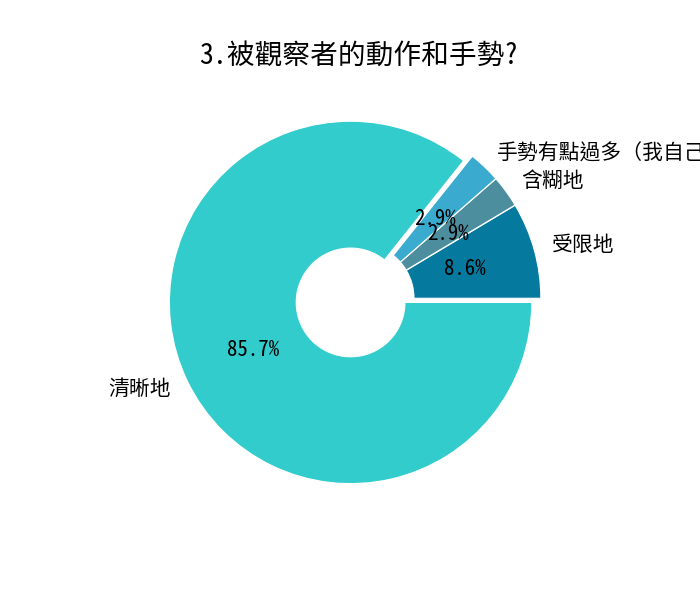 3.被觀察者的動作和手勢?
手勢有點過多（我自己
含糊地
2.9%
2.9%
受限地
8.6%
85.7%
清晰地